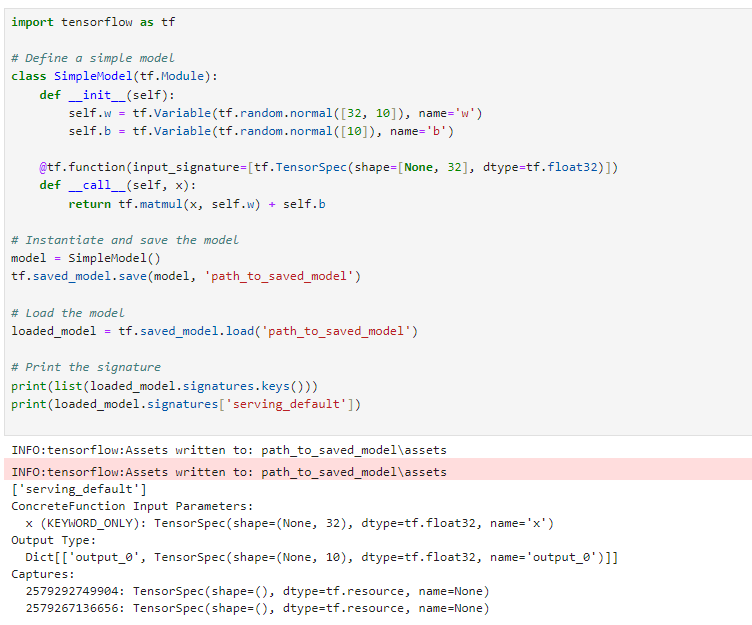 import tensorflow as tf
# Define a simple model
class SimpleModel(tf.Module):
    def __init__(self):
        self.w = tf.Variable(tf.random.normal([32, 10]), name='w')
        self.b = tf.Variable(tf.random.normal([10]), name='b')
    @tf.function(input_signature=[tf.TensorSpec(shape=[None, 32], dtype=tf.float32)])
    def __call__(self, x):
        return tf.matmul(x, self.w) + self.b
# Instantiate and save the model
model = SimpleModel()
tf.saved_model.save(model, 'path_to_saved_model')
# Load the model
loaded_model = tf.saved_model.load('path_to_saved_model')
# Print the signature
print(list(loaded_model.signatures.keys()))
print(loaded_model.signatures['serving_default'])
INFO:tensorflow:Assets written to: path_to_saved_model\assets
INFO:tensorflow:Assets written to: path_to_saved_model\assets
['serving_default']
ConcreteFunction Input Parameters:
  x (KEYWORD_ONLY): TensorSpec(shape=(None, 32), dtype=tf.float32, name='x')
Output Type:
  Dict[['output_0', TensorSpec(shape=(None, 10), dtype=tf.float32, name='output_0')]]
Captures:
  2579292749904: TensorSpec(shape=(), dtype=tf.resource, name=None)
  2579267136656: TensorSpec(shape=(), dtype=tf.resource, name=None)